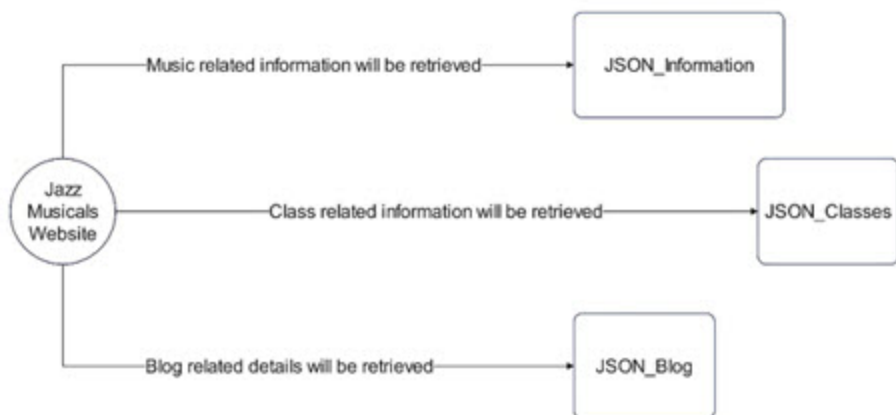 Music related information will be retrieved
JSON_Information
Jazz
Musicals
Website
Class related information will be retrieved
JSON_Classes
Blog related details will be retrieved
JSON_Blog